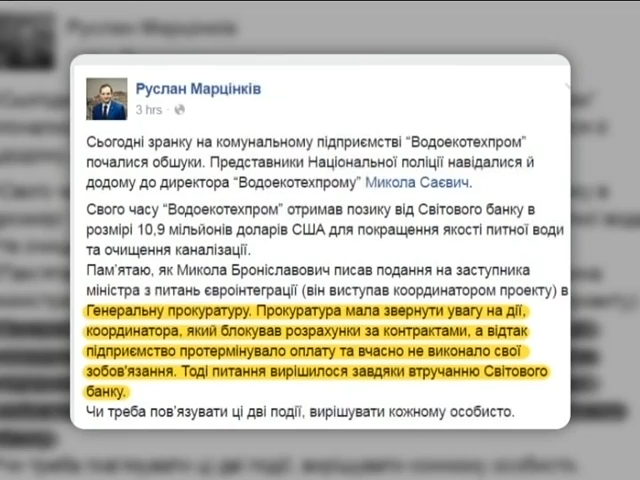 Руслан Марцінків
Руслан Марцінків
3 hrs ·
Сьогодні зранку на комунальному підприємстві “Водоекотехпром”
почалися обшуки. Представники Національної поліції навідалися й
додому до директора “Водоекотехпрому” Микола Саєвич.
Свого часу “Водоекотехпром” отримав позику від Світового банку в
розмірі 10,9 мільйонів доларів США для покращення якості питної води
та очищення каналізації.
Пам’ятаю, як Микола Броніславович писав подання на заступника
міністра з питань євроінтеграції (він виступав координатором проекту) в
Генеральну прокуратуру. Прокуратура мала звернути увагу на дії,
координатора, який блокував розрахунки за контрактами, а відтак
підприємство протермінувало оплату та вчасно не виконало свої
зобов’язання. Тоді питання вирішилося завдяки втручанню Світового
банку.
Чи треба пов’язувати ці дві події, вирішувати кожному особисто.